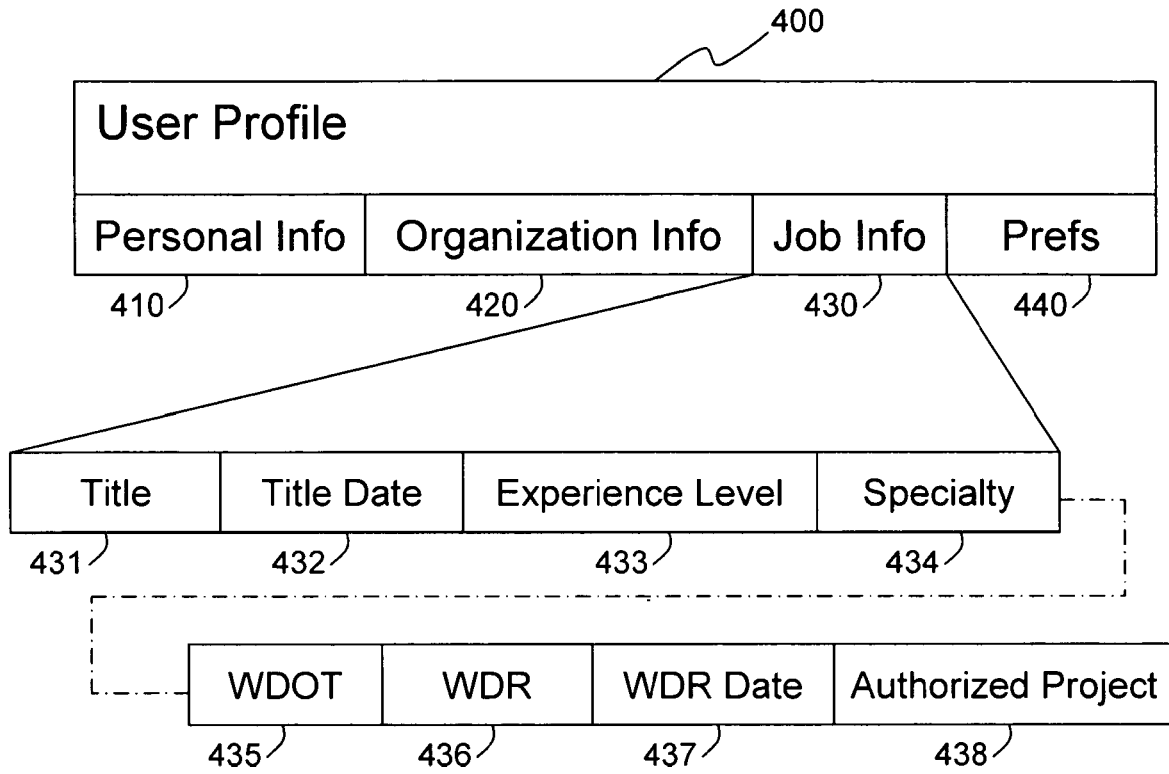 400
User Profile
Personal Info Organization Info Job Info Prefs
410 420 430 440
Title Title Date Experience Level Specialty
431 432 433 434
WDOT WDR WDR Date Authorized Project
435 436 437 438